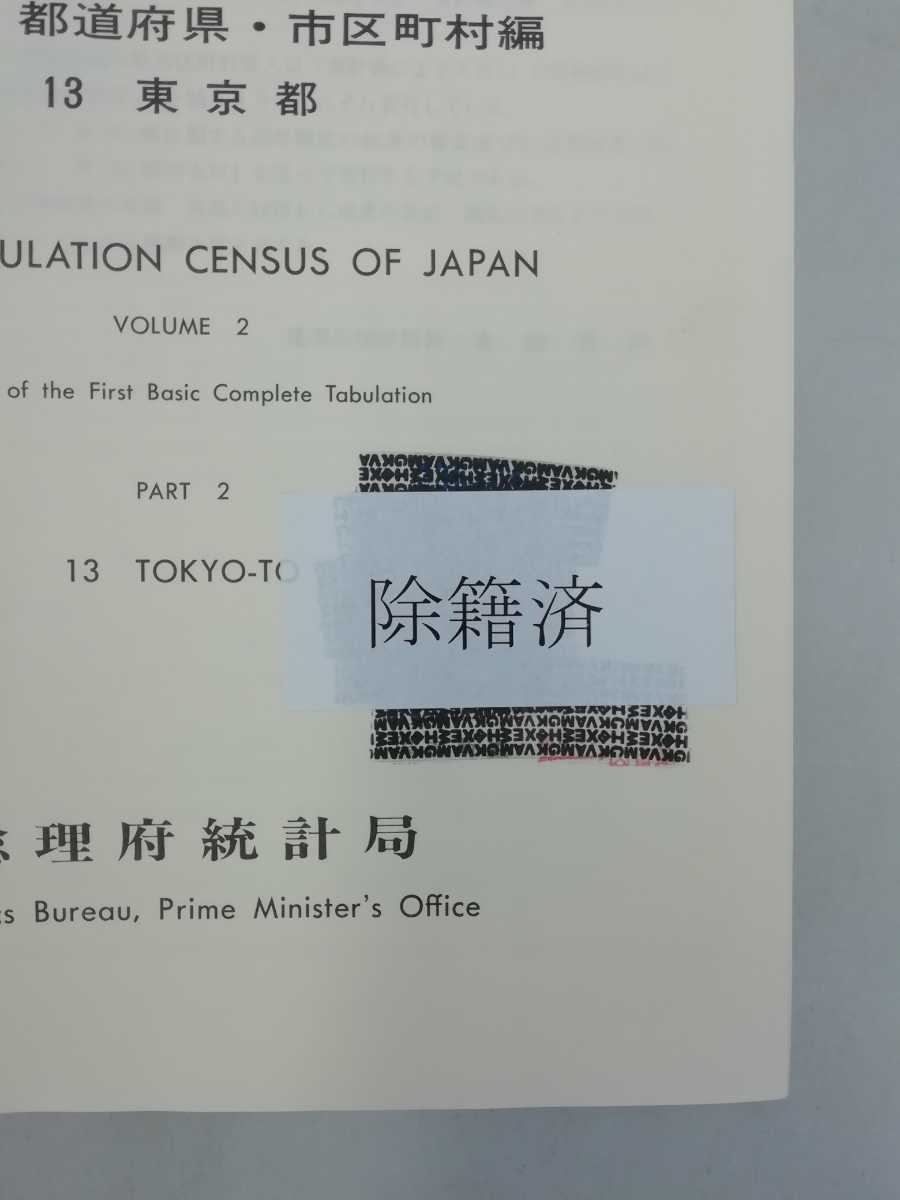 都道府県・市区町村編
13 東京都
ULATION CENSUS OF JAPAN
VOLUME 2
of the First Basic Complete Tabulation
PART 2
13 TOKYO-TO
除籍済
理府統計局
cs Bureau, Prime Minister's Office